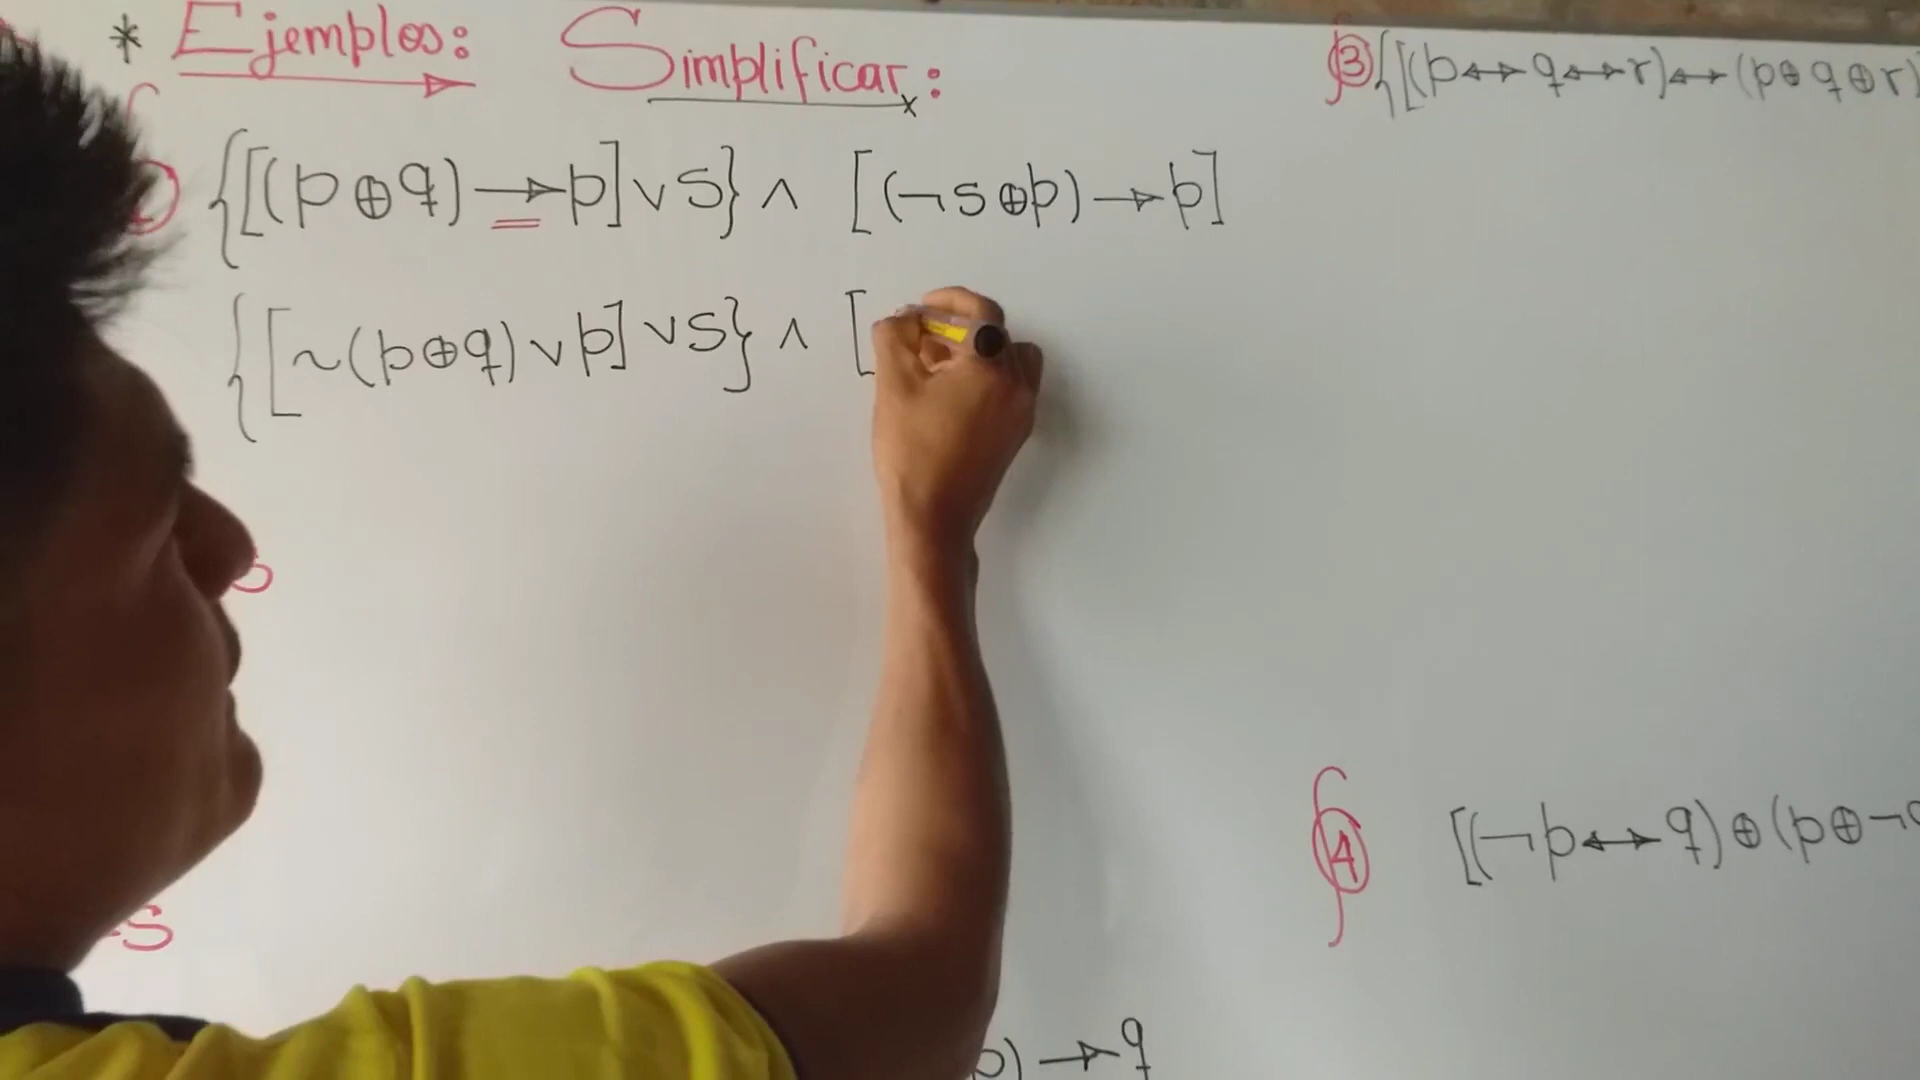 * Ejemplos: Simplificar:
{[(p⊕q)→p]∨S}∧ [(¬s⊕p)→p]
{[~(p⊕q)∨p]∨S}∧ [
S
S
p)→q
③ {[(p↔q↔r)↔(p⊕q⊕r)
④ [(¬p↔q)⊕(p⊕¬